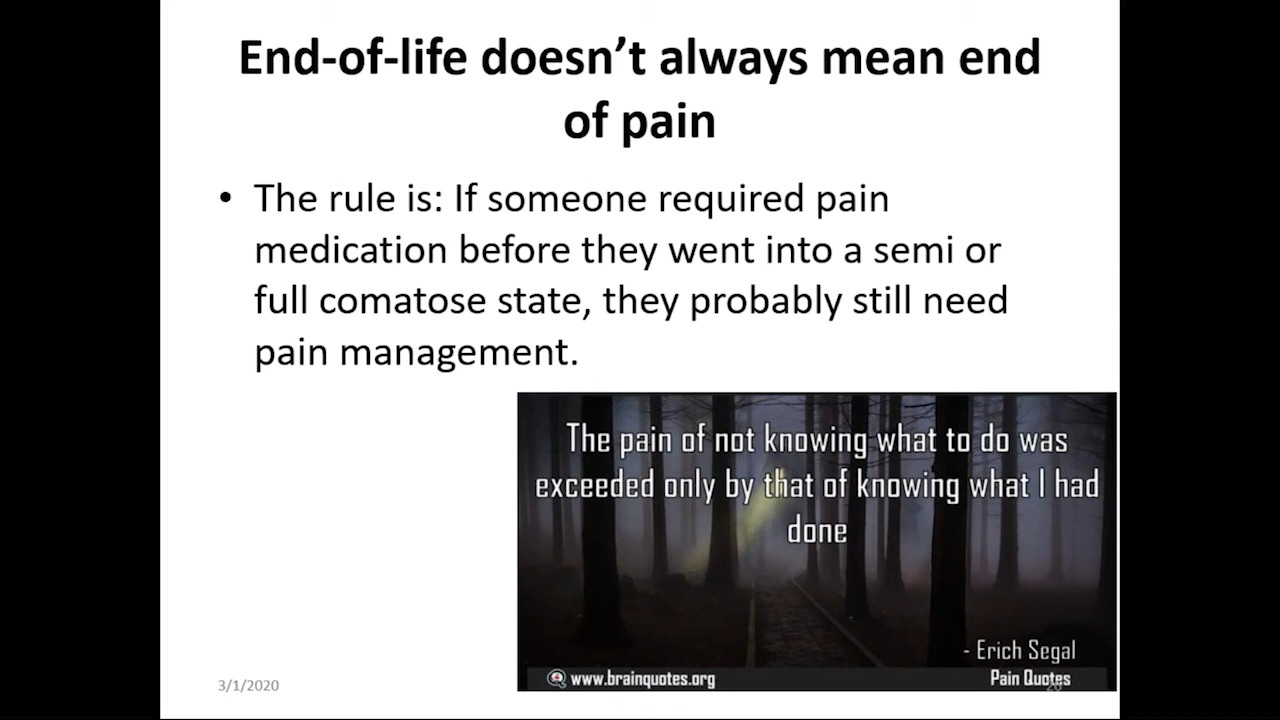 End-of-life doesn’t always mean end
of pain
• The rule is: If someone required pain
medication before they went into a semi or
full comatose state, they probably still need
pain management.
The pain of not knowing what to do was
exceeded only by that of knowing what I had
done
- Erich Segal
www.brainquotes.org
Pain Quotes
3/1/2020
26